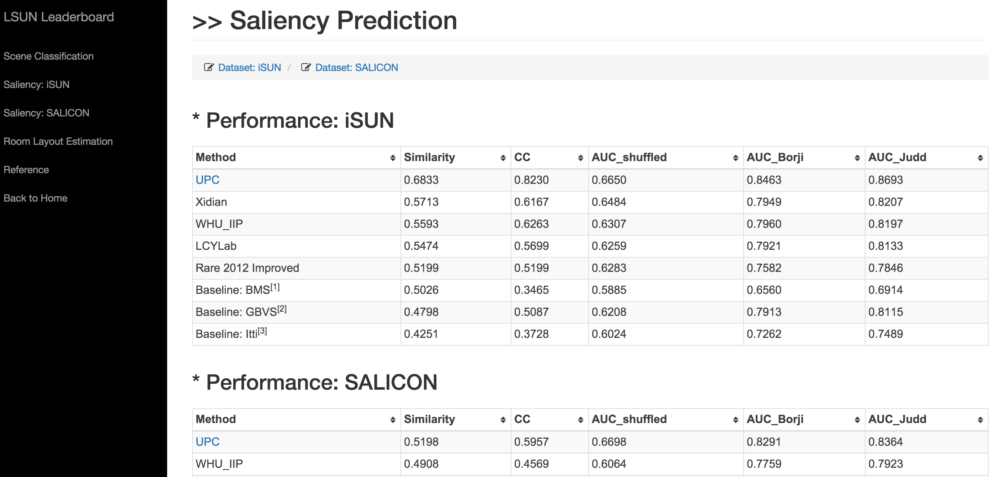 LSUN Leaderboard
Scene Classification
Saliency: iSUN
Saliency: SALICON
Room Layout Estimation
Reference
Back to Home
>> Saliency Prediction
Dataset: iSUN / Dataset: SALICON
* Performance: iSUN
Method Similarity CC AUC_shuffled AUC_Borji AUC_Judd
UPC 0.6833 0.8230 0.6650 0.8463 0.8693
Xidian 0.5713 0.6167 0.6484 0.7949 0.8207
WHU_IIP 0.5593 0.6263 0.6307 0.7960 0.8197
LCYLab 0.5474 0.5699 0.6259 0.7921 0.8133
Rare 2012 Improved 0.5199 0.5199 0.6283 0.7582 0.7846
Baseline: BMS[1] 0.5026 0.3465 0.5885 0.6560 0.6914
Baseline: GBVS[2] 0.4798 0.5087 0.6208 0.7913 0.8115
Baseline: Itti[3] 0.4251 0.3728 0.6024 0.7262 0.7489
* Performance: SALICON
Method Similarity CC AUC_shuffled AUC_Borji AUC_Judd
UPC 0.5198 0.5957 0.6698 0.8291 0.8364
WHU_IIP 0.4908 0.4569 0.6064 0.7759 0.7923